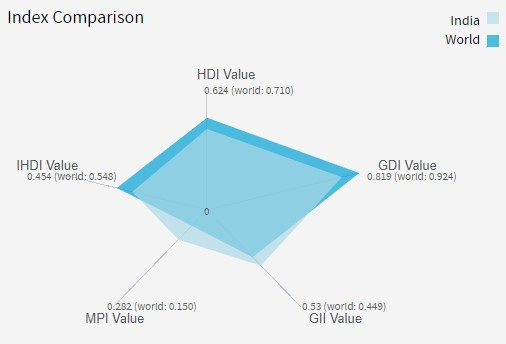 Index Comparison
India
World
HDI Value
0.624 (world: 0.710)
IHDI Value
0.454 (world: 0.548)
GDI Value
0.819 (world: 0.924)
0
0.282 (world: 0.150)
MPI Value
0.53 (world: 0.449)
GII Value